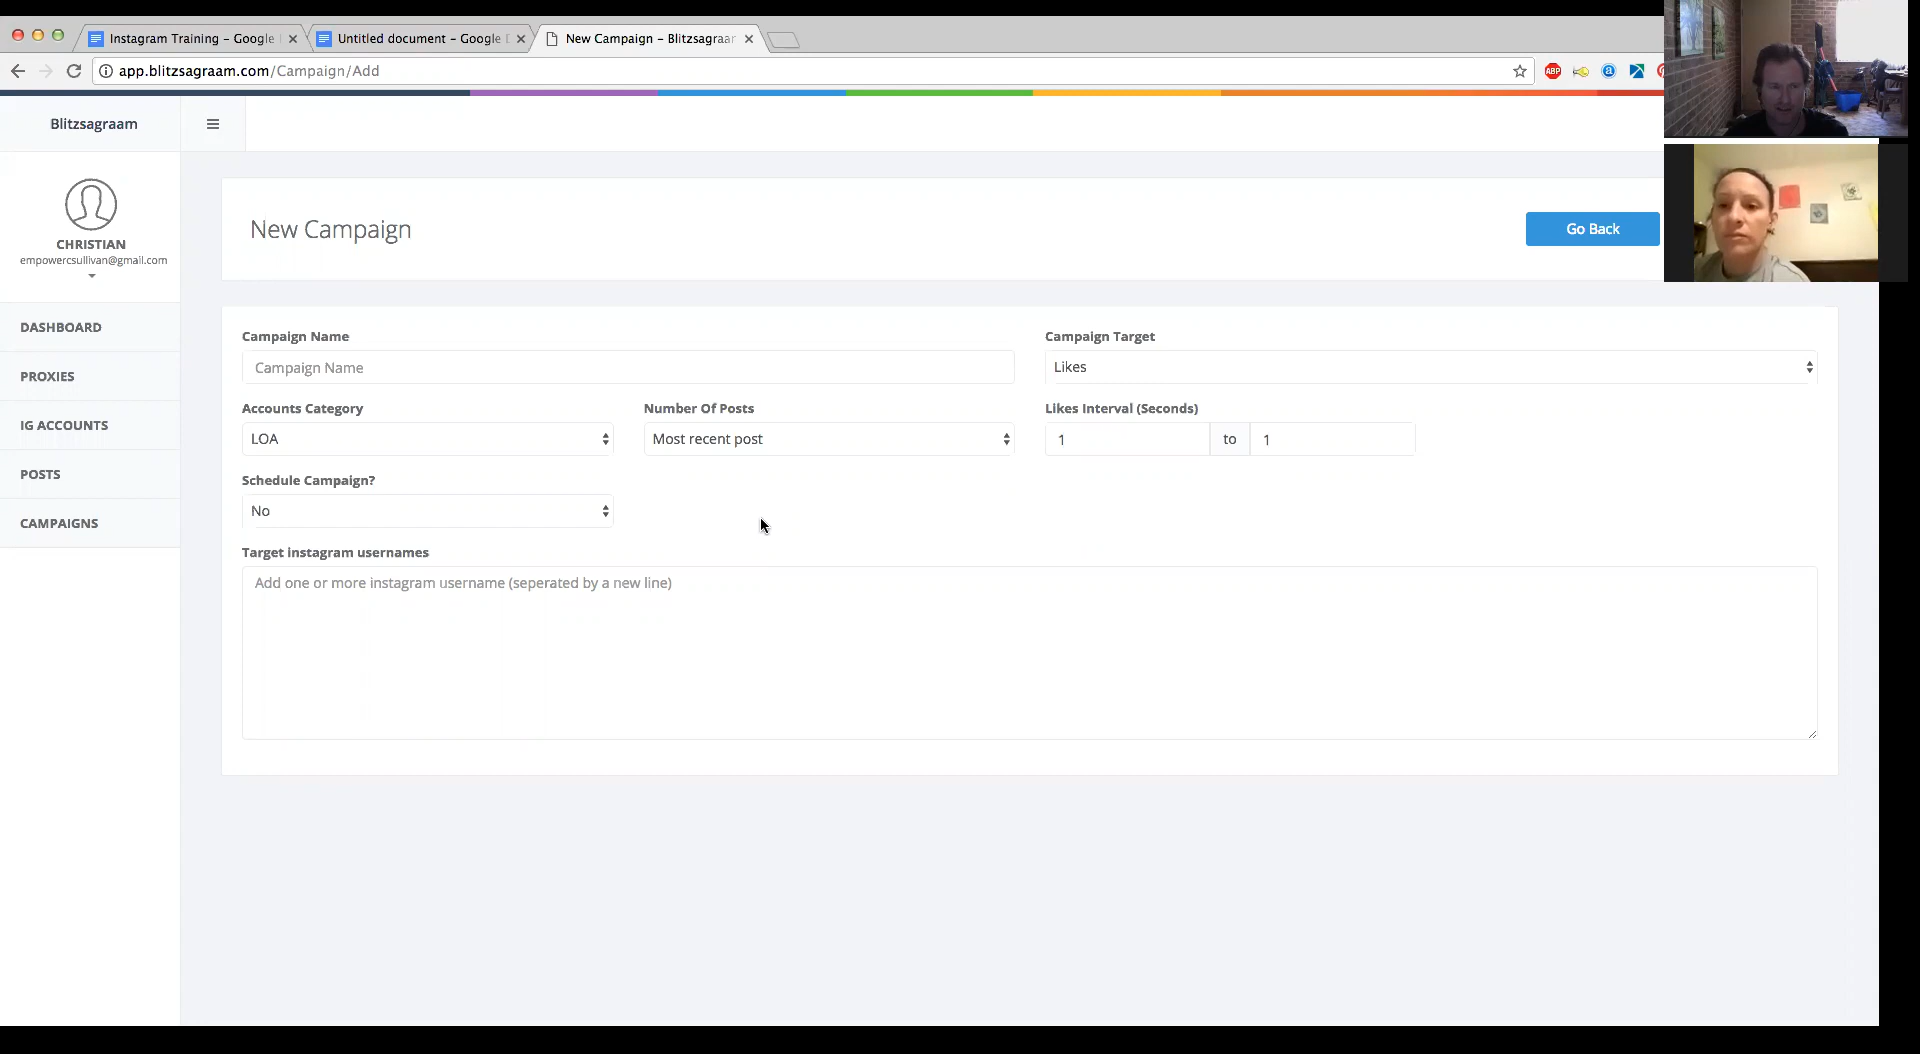 Instagram Training – Google
Untitled document – Google
New Campaign – Blitzsagraam
app.blitzsagraam.com/Campaign/Add
ABP
Blitzsagraam
CHRISTIAN
empowercsullivan@gmail.com
DASHBOARD
PROXIES
IG ACCOUNTS
POSTS
CAMPAIGNS
New Campaign
Go Back
Campaign Name
Campaign Target
Campaign Name
Likes
Accounts Category
Number Of Posts
Likes Interval (Seconds)
LOA
Most recent post
1 to 1
Schedule Campaign?
No
Target instagram usernames
Add one or more instagram username (seperated by a new line)